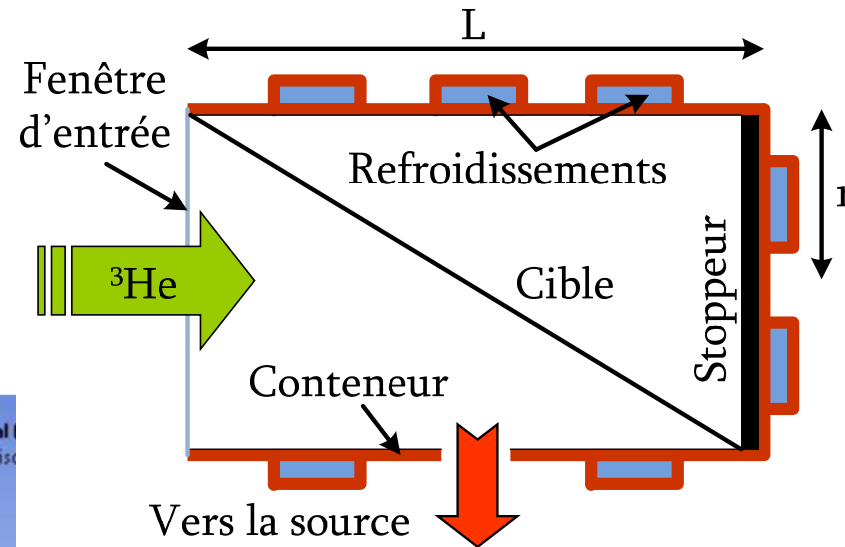 L
Fenêtre
d'entrée
Refroidissements
³He
Cible
Stoppeur
Conteneur
Vers la source